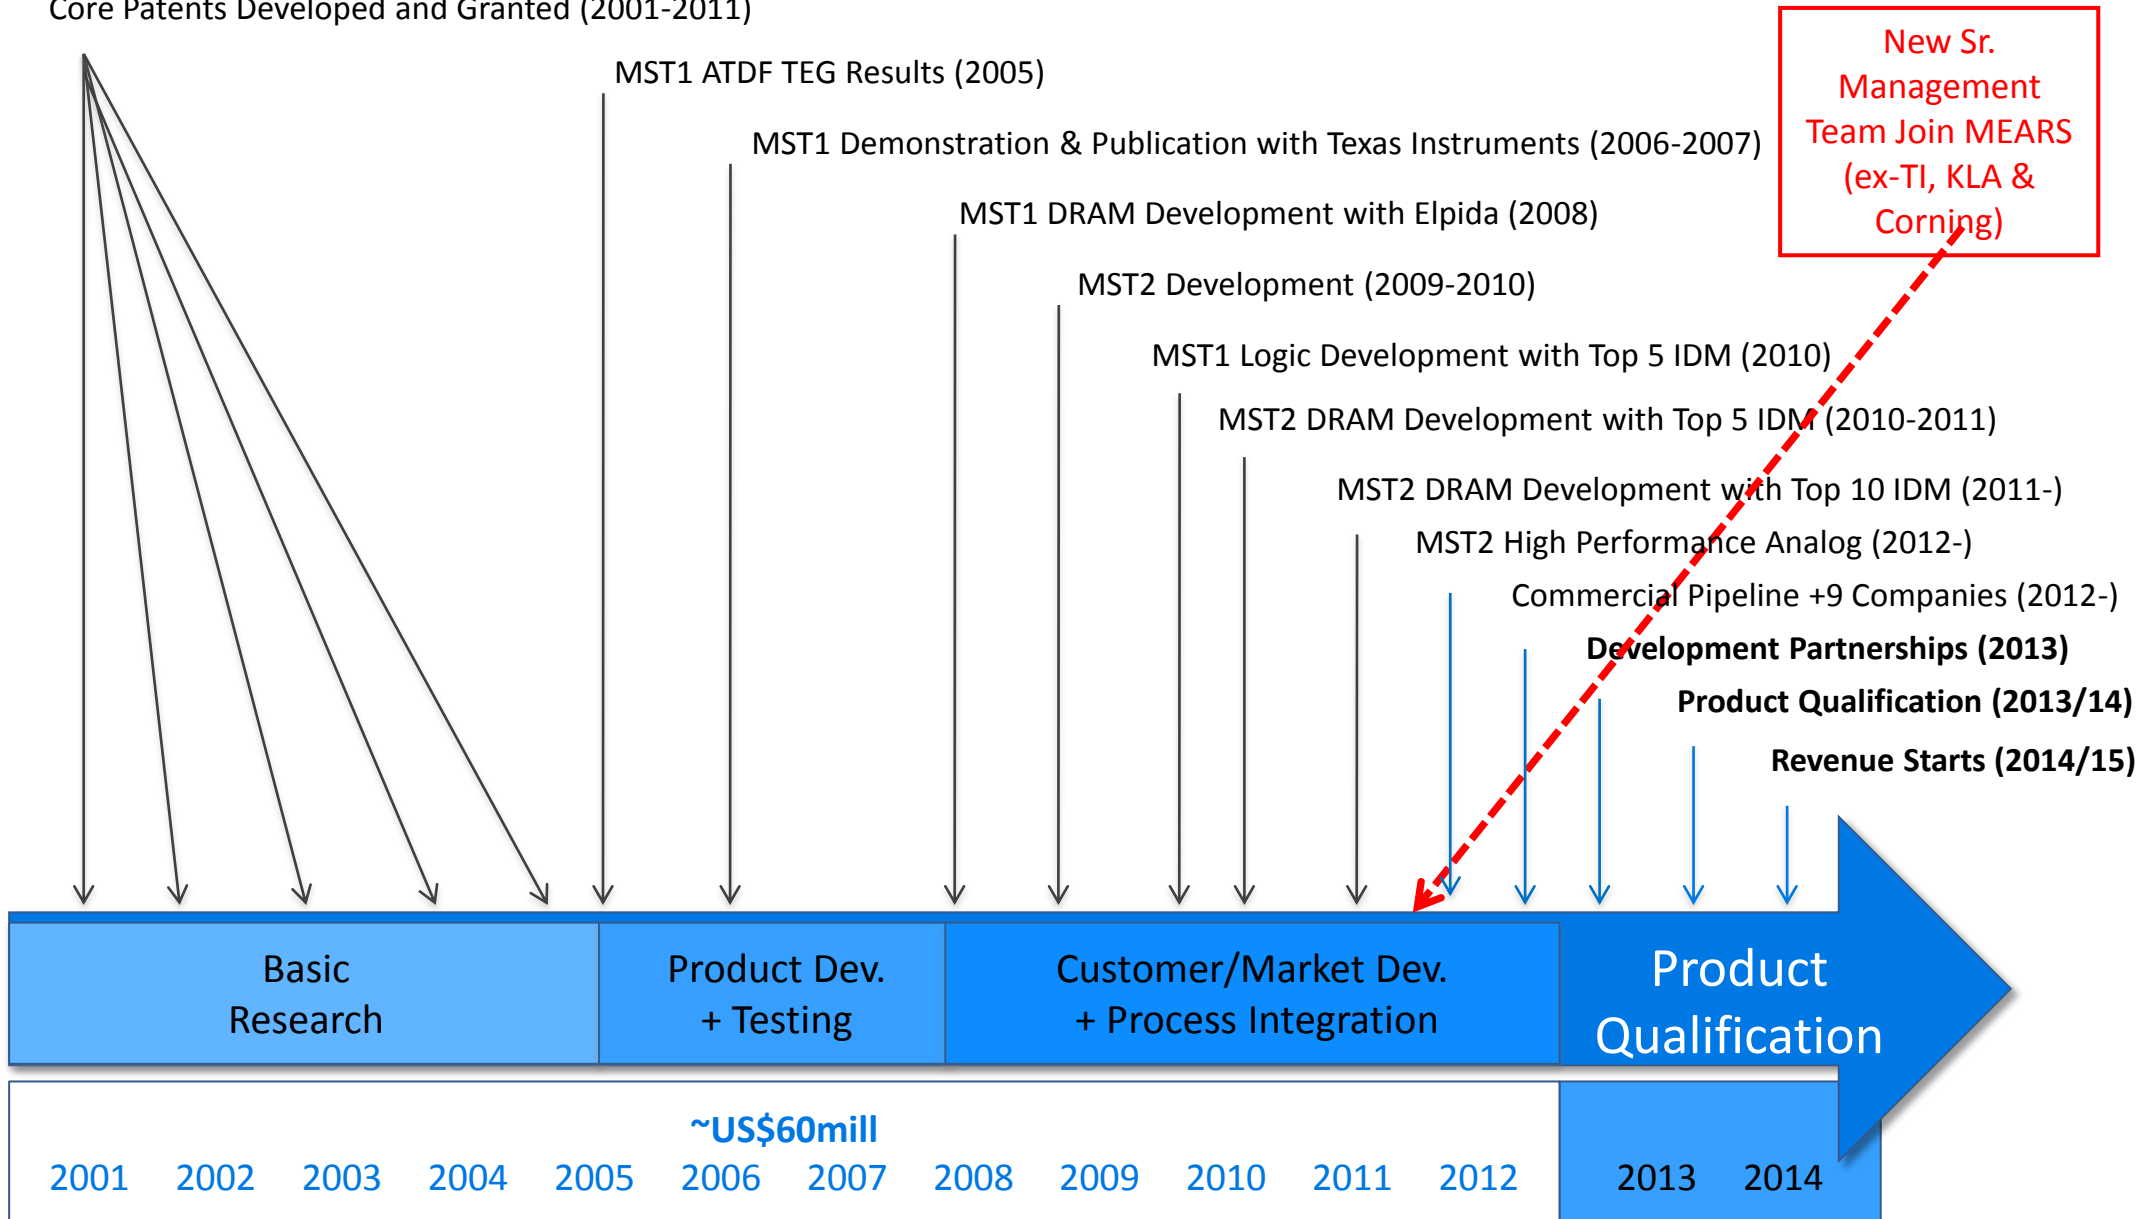 Core Patents Developed and Granted (2001-2011)
New Sr.
Management
Team Join MEARS
(ex-TI, KLA &
Corning)
MST1 ATDF TEG Results (2005)
MST1 Demonstration & Publication with Texas Instruments (2006-2007)
MST1 DRAM Development with Elpida (2008)
MST2 Development (2009-2010)
MST1 Logic Development with Top 5 IDM (2010)
MST2 DRAM Development with Top 5 IDM (2010-2011)
MST2 DRAM Development with Top 10 IDM (2011-)
MST2 High Performance Analog (2012-)
Commercial Pipeline +9 Companies (2012-)
Development Partnerships (2013)
Product Qualification (2013/14)
Revenue Starts (2014/15)
Basic
Research
Product Dev.
+ Testing
Customer/Market Dev.
+ Process Integration
Product
Qualification
~US$60mill
2001 2002 2003 2004 2005 2006 2007 2008 2009 2010 2011 2012 2013 2014